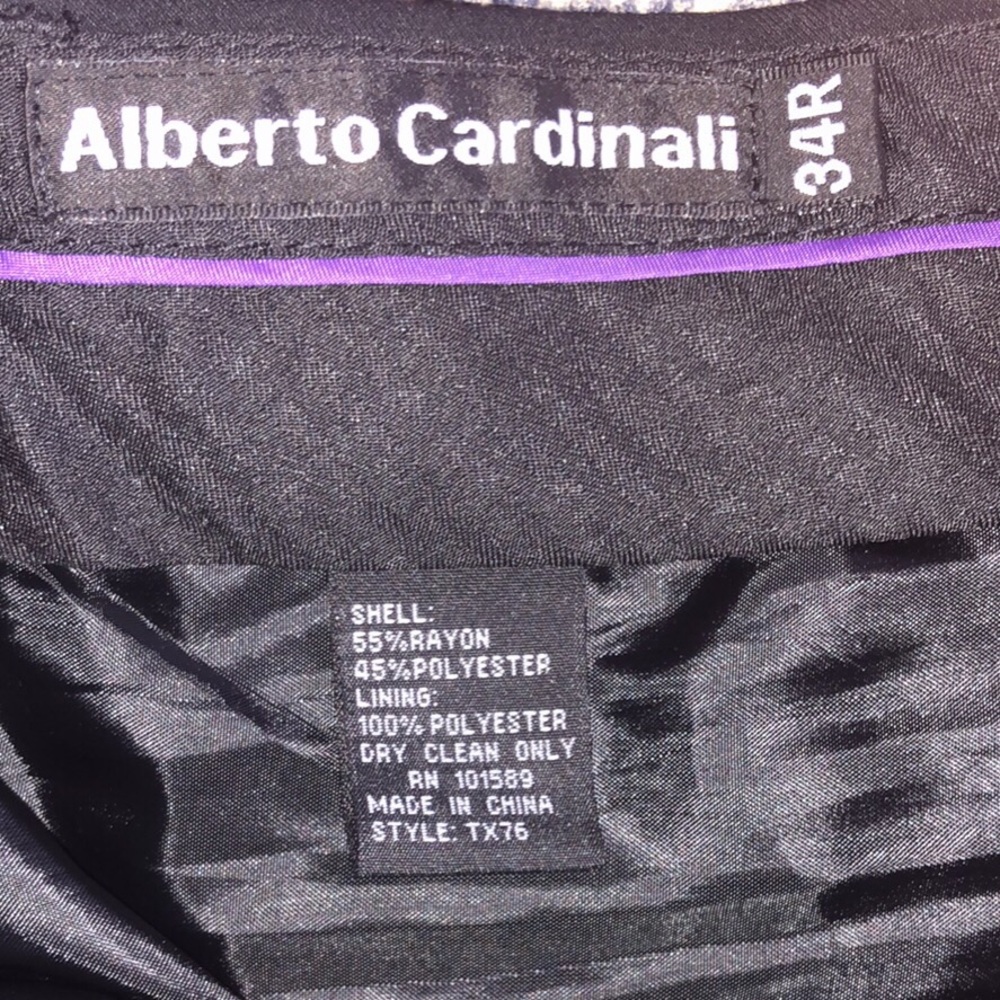 Alberto Cardinali
34R
SHELL:
55%RAYON
45%POLYESTER
LINING:
100% POLYESTER
DRY CLEAN ONLY
RN 101589
MADE IN CHINA
STYLE: TX76